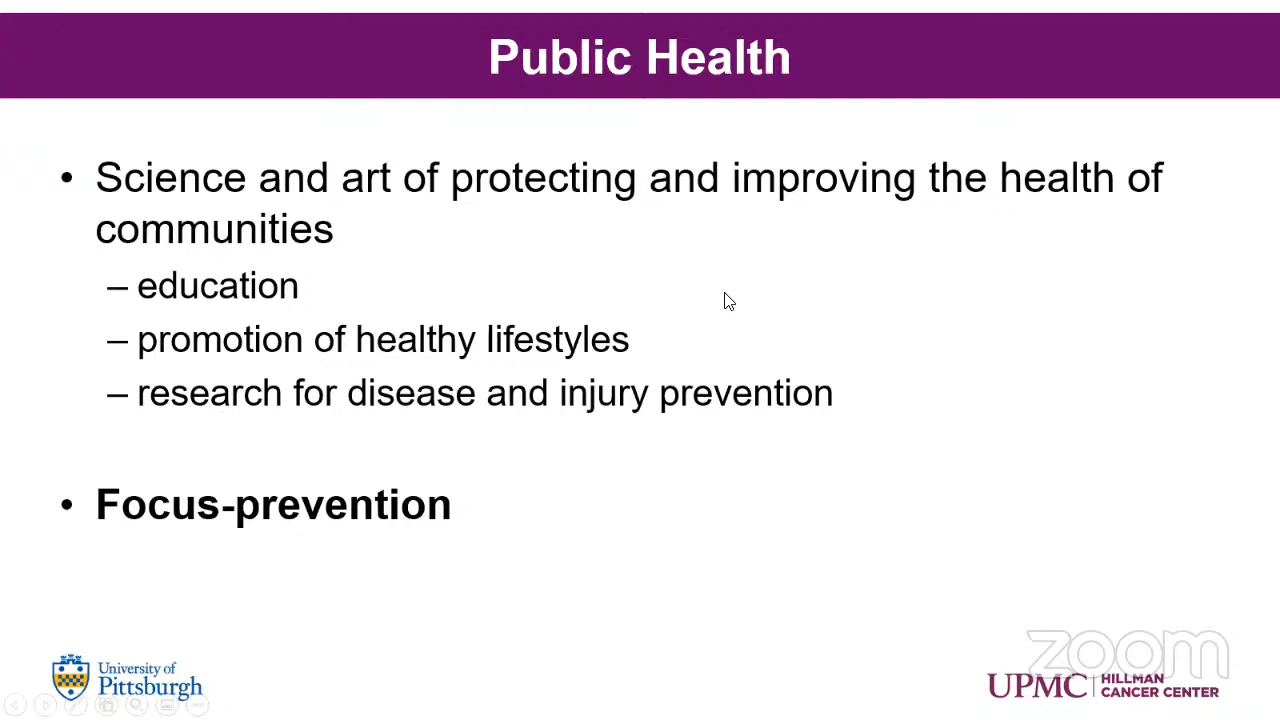 Public Health
• Science and art of protecting and improving the health of
communities
– education
– promotion of healthy lifestyles
– research for disease and injury prevention
• Focus-prevention
zoom
University of
Pittsburgh
UPMC HILLMAN
CANCER CENTER